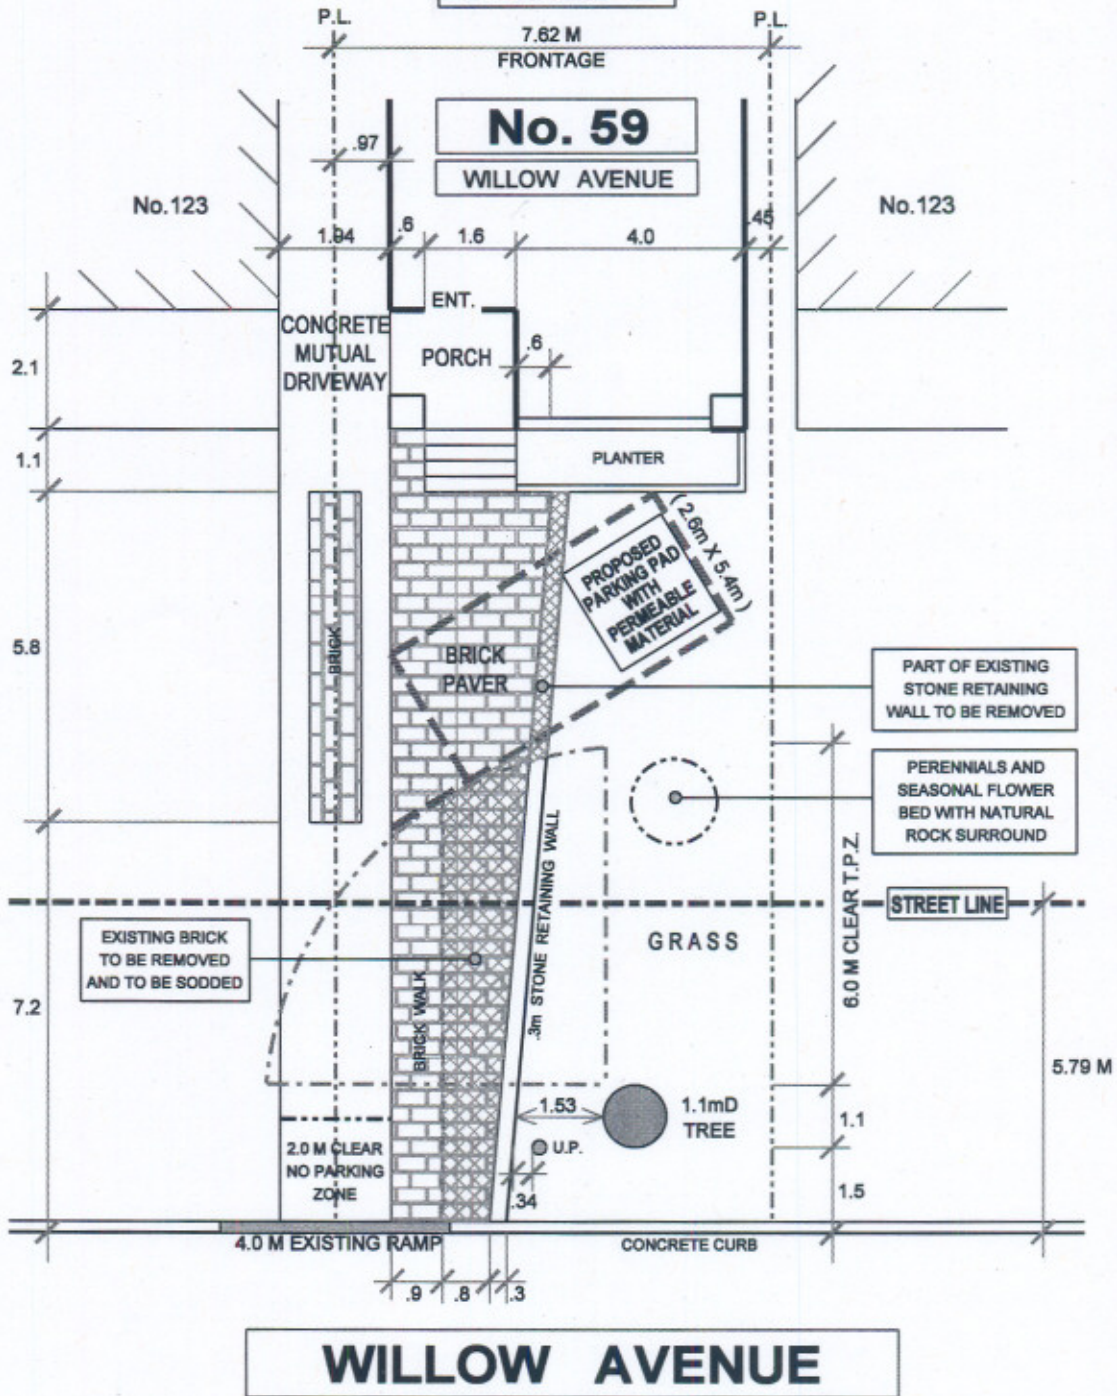 P.L.
7.62 M
FRONTAGE
P.L.
No. 59
WILLOW AVENUE
.97
No.123
No.123
1.94
.6
1.6
4.0
.45
ENT.
CONCRETE
MUTUAL
DRIVEWAY
PORCH
.6
2.1
1.1
PLANTER
( 2.6m X 5.4m )
PROPOSED
PARKING PAD
WITH
PERMEABLE
MATERIAL
5.8
BRICK
BRICK
PAVER
PART OF EXISTING
STONE RETAINING
WALL TO BE REMOVED
PERENNIALS AND
SEASONAL FLOWER
BED WITH NATURAL
ROCK SURROUND
6.0 M CLEAR T.P.Z.
.3m STONE RETAINING WALL
STREET LINE
EXISTING BRICK
TO BE REMOVED
AND TO BE SODDED
GRASS
7.2
BRICK WALK
5.79 M
1.53
1.1mD
TREE
1.1
2.0 M CLEAR
NO PARKING
ZONE
U.P.
.34
1.5
4.0 M EXISTING RAMP
CONCRETE CURB
.9
.8
.3
WILLOW AVENUE